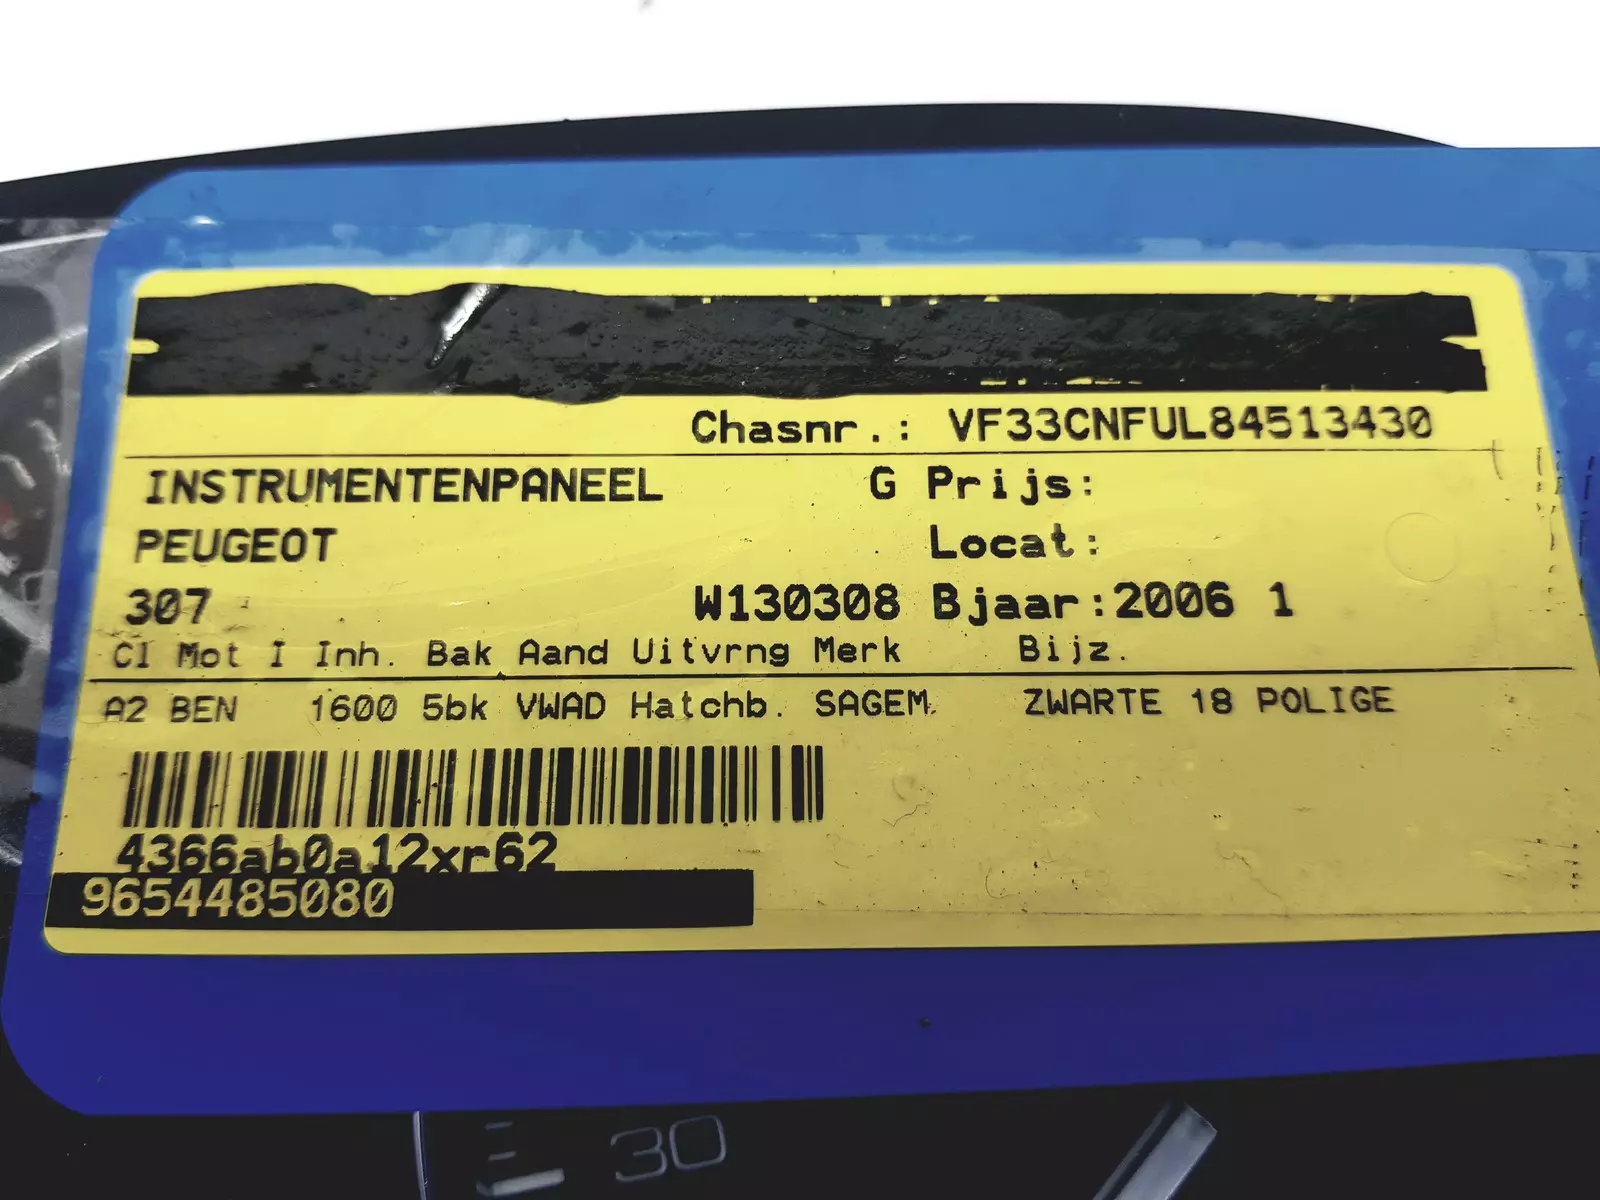 Chasnr.: VF33CNFUL84513430
INSTRUMENTENPANEEL G Prijs:
PEUGEOT Locat:
307 W130308 Bjaar:2006 1
Cl Mot I Inh. Bak Aand Uitvrng Merk Bijz.
A2 BEN 1600 5bk VWAD Hatchb. SAGEM. ZWARTE 18 POLIGE
4366ab0a12xr62
9654485080
30